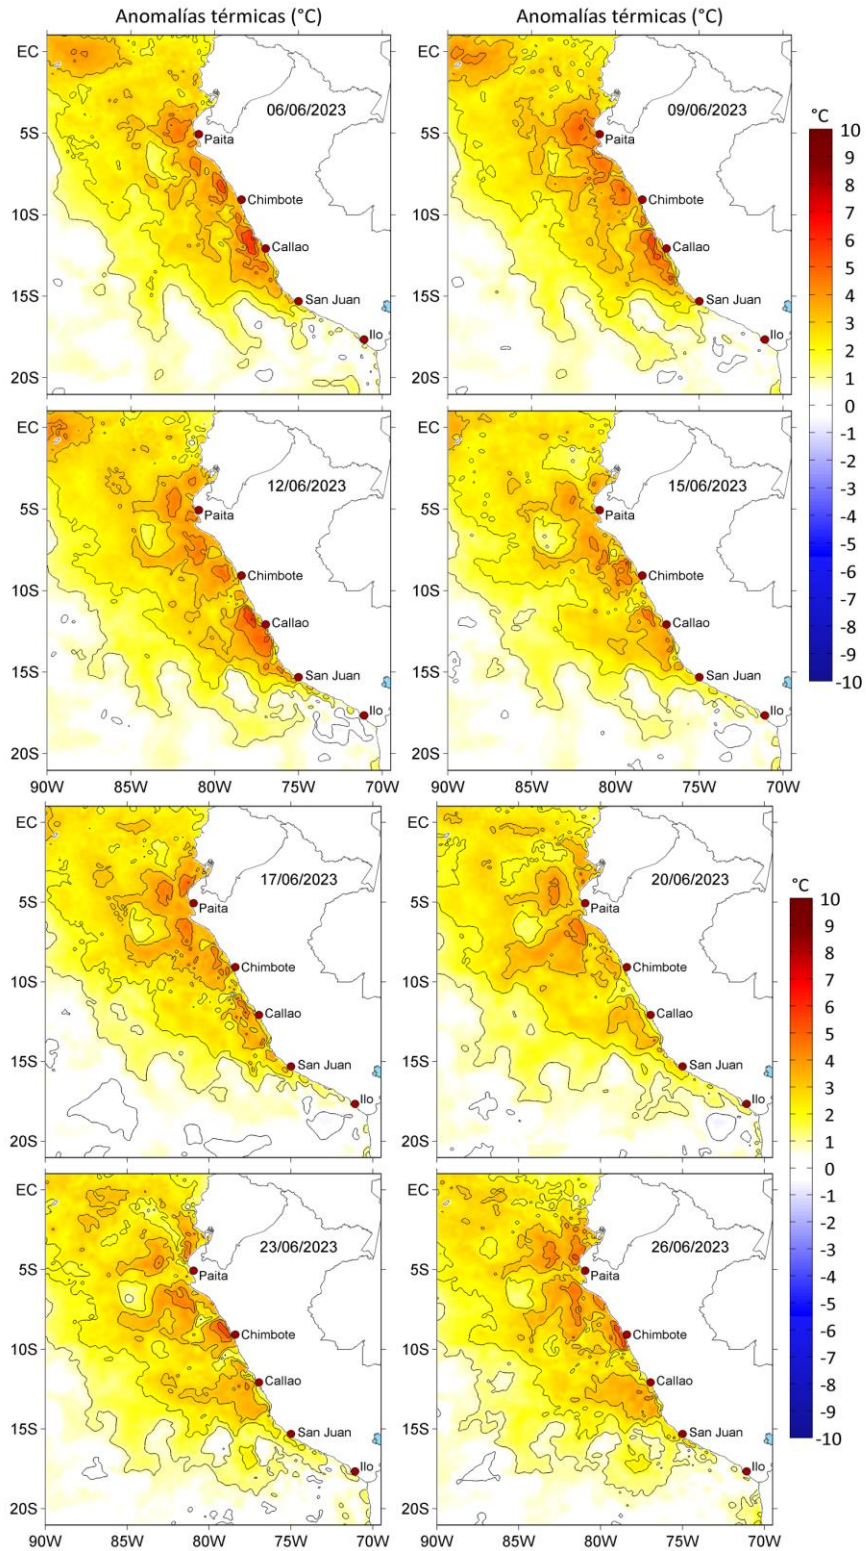 Anomalías térmicas (°C)
Anomalías térmicas (°C)
EC
5S
10S
15S
20S
06/06/2023
Paita
Chimbote
Callao
San Juan
Ilo
EC
5S
10S
15S
20S
09/06/2023
Paita
Chimbote
Callao
San Juan
Ilo
°C
10
9
8
7
6
5
4
3
2
1
0
-1
-2
-3
-4
-5
-6
-7
-8
-9
-10
EC
5S
10S
15S
20S
12/06/2023
Paita
Chimbote
Callao
San Juan
Ilo
90W
85W
80W
75W
70W
EC
5S
10S
15S
20S
15/06/2023
Paita
Chimbote
Callao
San Juan
Ilo
90W
85W
80W
75W
70W
EC
5S
10S
15S
20S
17/06/2023
Paita
Chimbote
Callao
San Juan
Ilo
EC
5S
10S
15S
20S
20/06/2023
Paita
Chimbote
Callao
San Juan
Ilo
°C
10
9
8
7
6
5
4
3
2
1
0
-1
-2
-3
-4
-5
-6
-7
-8
-9
-10
EC
5S
10S
15S
20S
23/06/2023
Paita
Chimbote
Callao
San Juan
Ilo
90W
85W
80W
75W
70W
EC
5S
10S
15S
20S
26/06/2023
Paita
Chimbote
Callao
San Juan
Ilo
90W
85W
80W
75W
70W